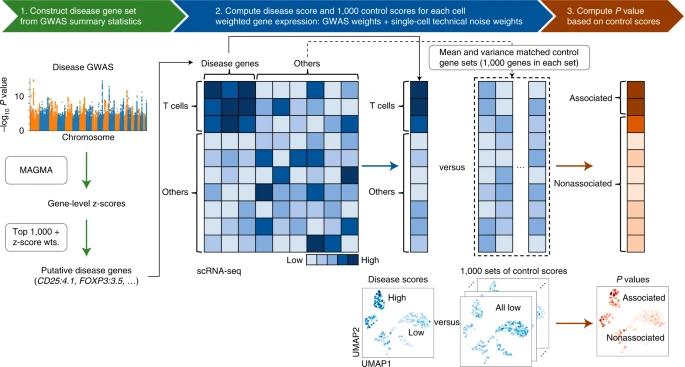 1. Construct disease gene set
from GWAS summary statistics
2. Compute disease score and 1,000 control scores for each cell
weighted gene expression: GWAS weights + single-cell technical noise weights
3. Compute P value
based on control scores
Disease GWAS
–log10 P value
15
10
0
Chromosome
MAGMA
Gene-level z-scores
Top 1,000 +
z-score wts.
Putative disease genes
(CD25:4.1, FOXP3:3.5, …)
Disease genes
Others
T cells
Others
Low
High
scRNA-seq
T cells
Others
Mean and variance matched control
gene sets (1,000 genes in each set)
versus
...
Associated
Nonassociated
Disease scores
High
Low
UMAP2
UMAP1
versus
1,000 sets of control scores
All low
P values
Associated
Nonassociated